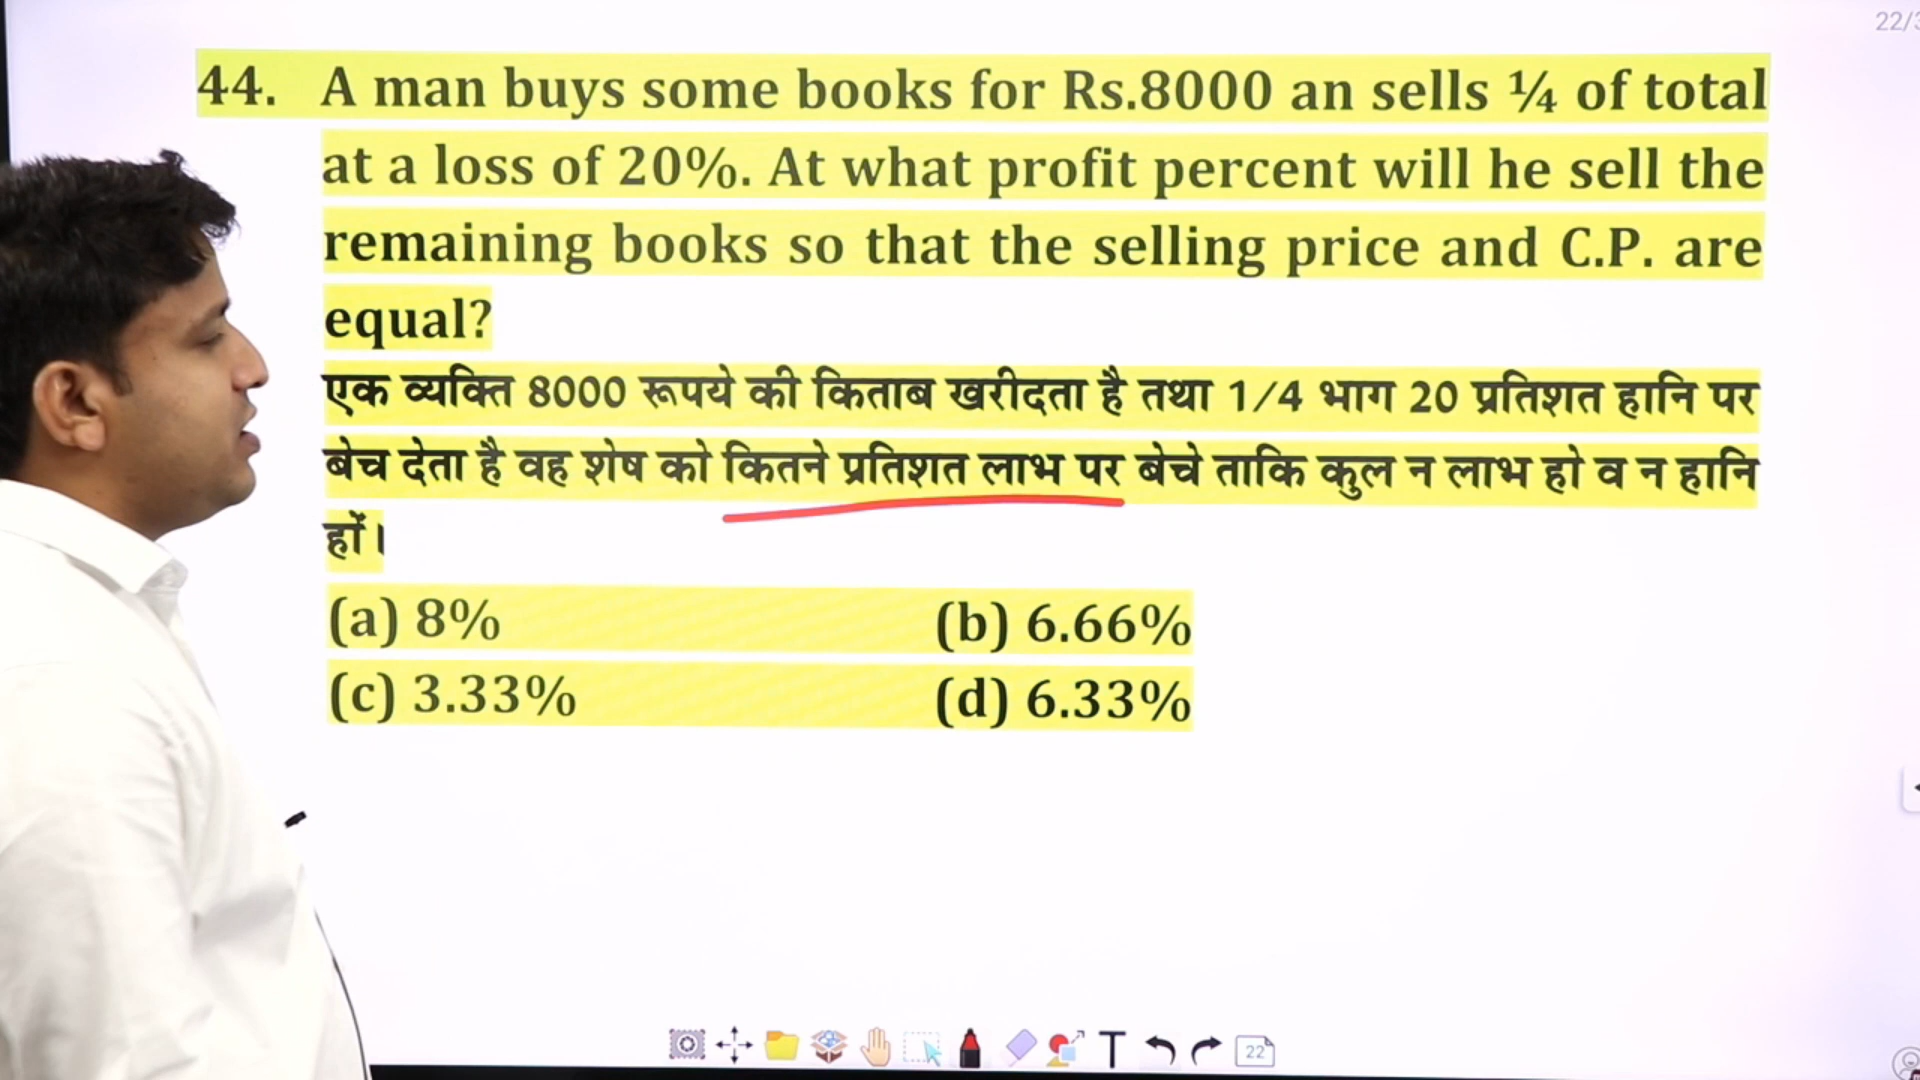 22/3
44. A man buys some books for Rs.8000 an sells ¼ of total
at a loss of 20%. At what profit percent will he sell the
remaining books so that the selling price and C.P. are
equal?
एक व्यक्ति 8000 रूपये की किताब खरीदता है तथा 1/4 भाग 20 प्रतिशत हानि पर
बेच देता है वह शेष को कितने प्रतिशत लाभ पर बेचे ताकि कुल न लाभ हो व न हानि
हों।
(a) 8% (b) 6.66%
(c) 3.33% (d) 6.33%
T 22